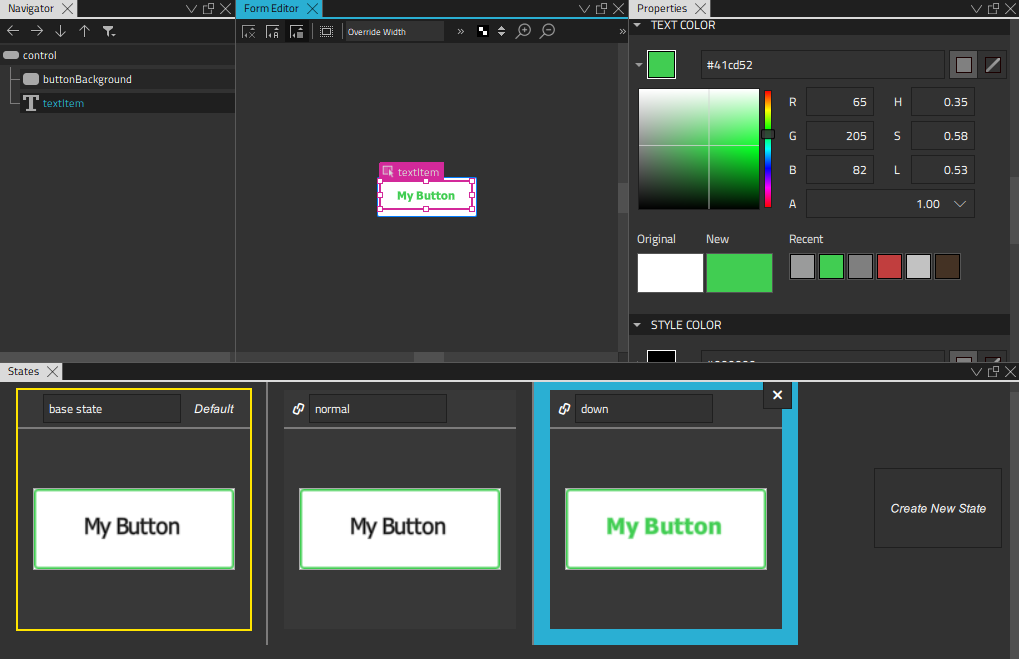 Navigator
Form Editor
Properties
Override Width
»
»
control
buttonBackground
textItem
textItem
My Button
TEXT COLOR
#41cd52
R 65 H 0.35
G 205 S 0.58
B 82 L 0.53
A 1.00
Original New Recent
STYLE COLOR
States
base state Default
normal
down
My Button
My Button
My Button
Create New State